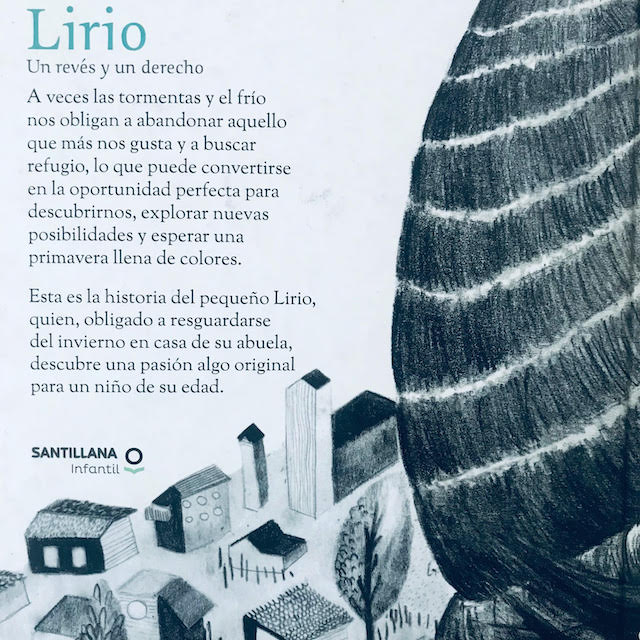 Lirio
Un revés y un derecho
A veces las tormentas y el frío
nos obligan a abandonar aquello
que más nos gusta y a buscar
refugio, lo que puede convertirse
en la oportunidad perfecta para
descubrirnos, explorar nuevas
posibilidades y esperar una
primavera llena de colores.
Esta es la historia del pequeño Lirio,
quien, obligado a resguardarse
del invierno en casa de su abuela,
descubre una pasión algo original
para un niño de su edad.
SANTILLANA
Infantil